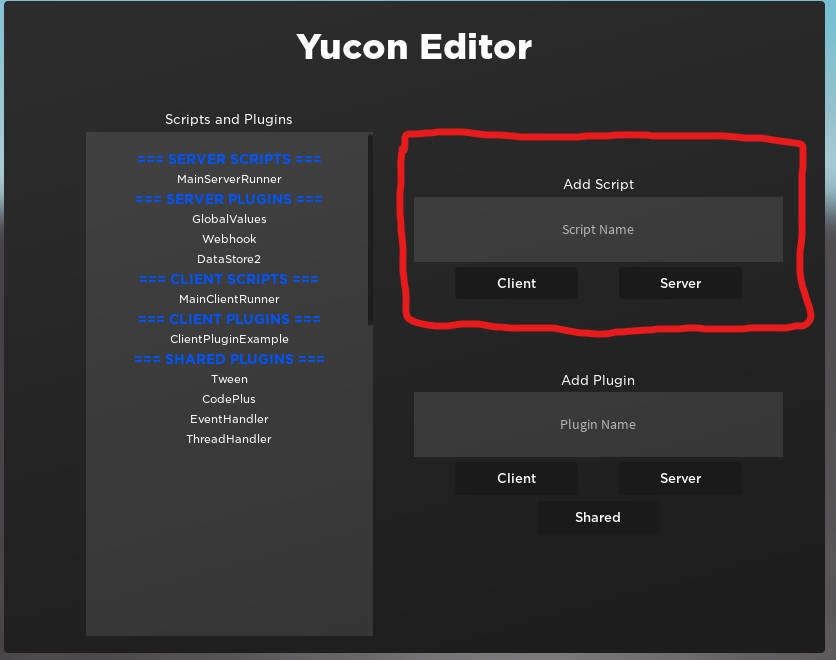 Yucon Editor
Scripts and Plugins
=== SERVER SCRIPTS ===
MainServerRunner
=== SERVER PLUGINS ===
GlobalValues
Webhook
DataStore2
=== CLIENT SCRIPTS ===
MainClientRunner
=== CLIENT PLUGINS ===
ClientPluginExample
=== SHARED PLUGINS ===
Tween
CodePlus
EventHandler
ThreadHandler
Add Script
Script Name
Client Server
Add Plugin
Plugin Name
Client Server
Shared